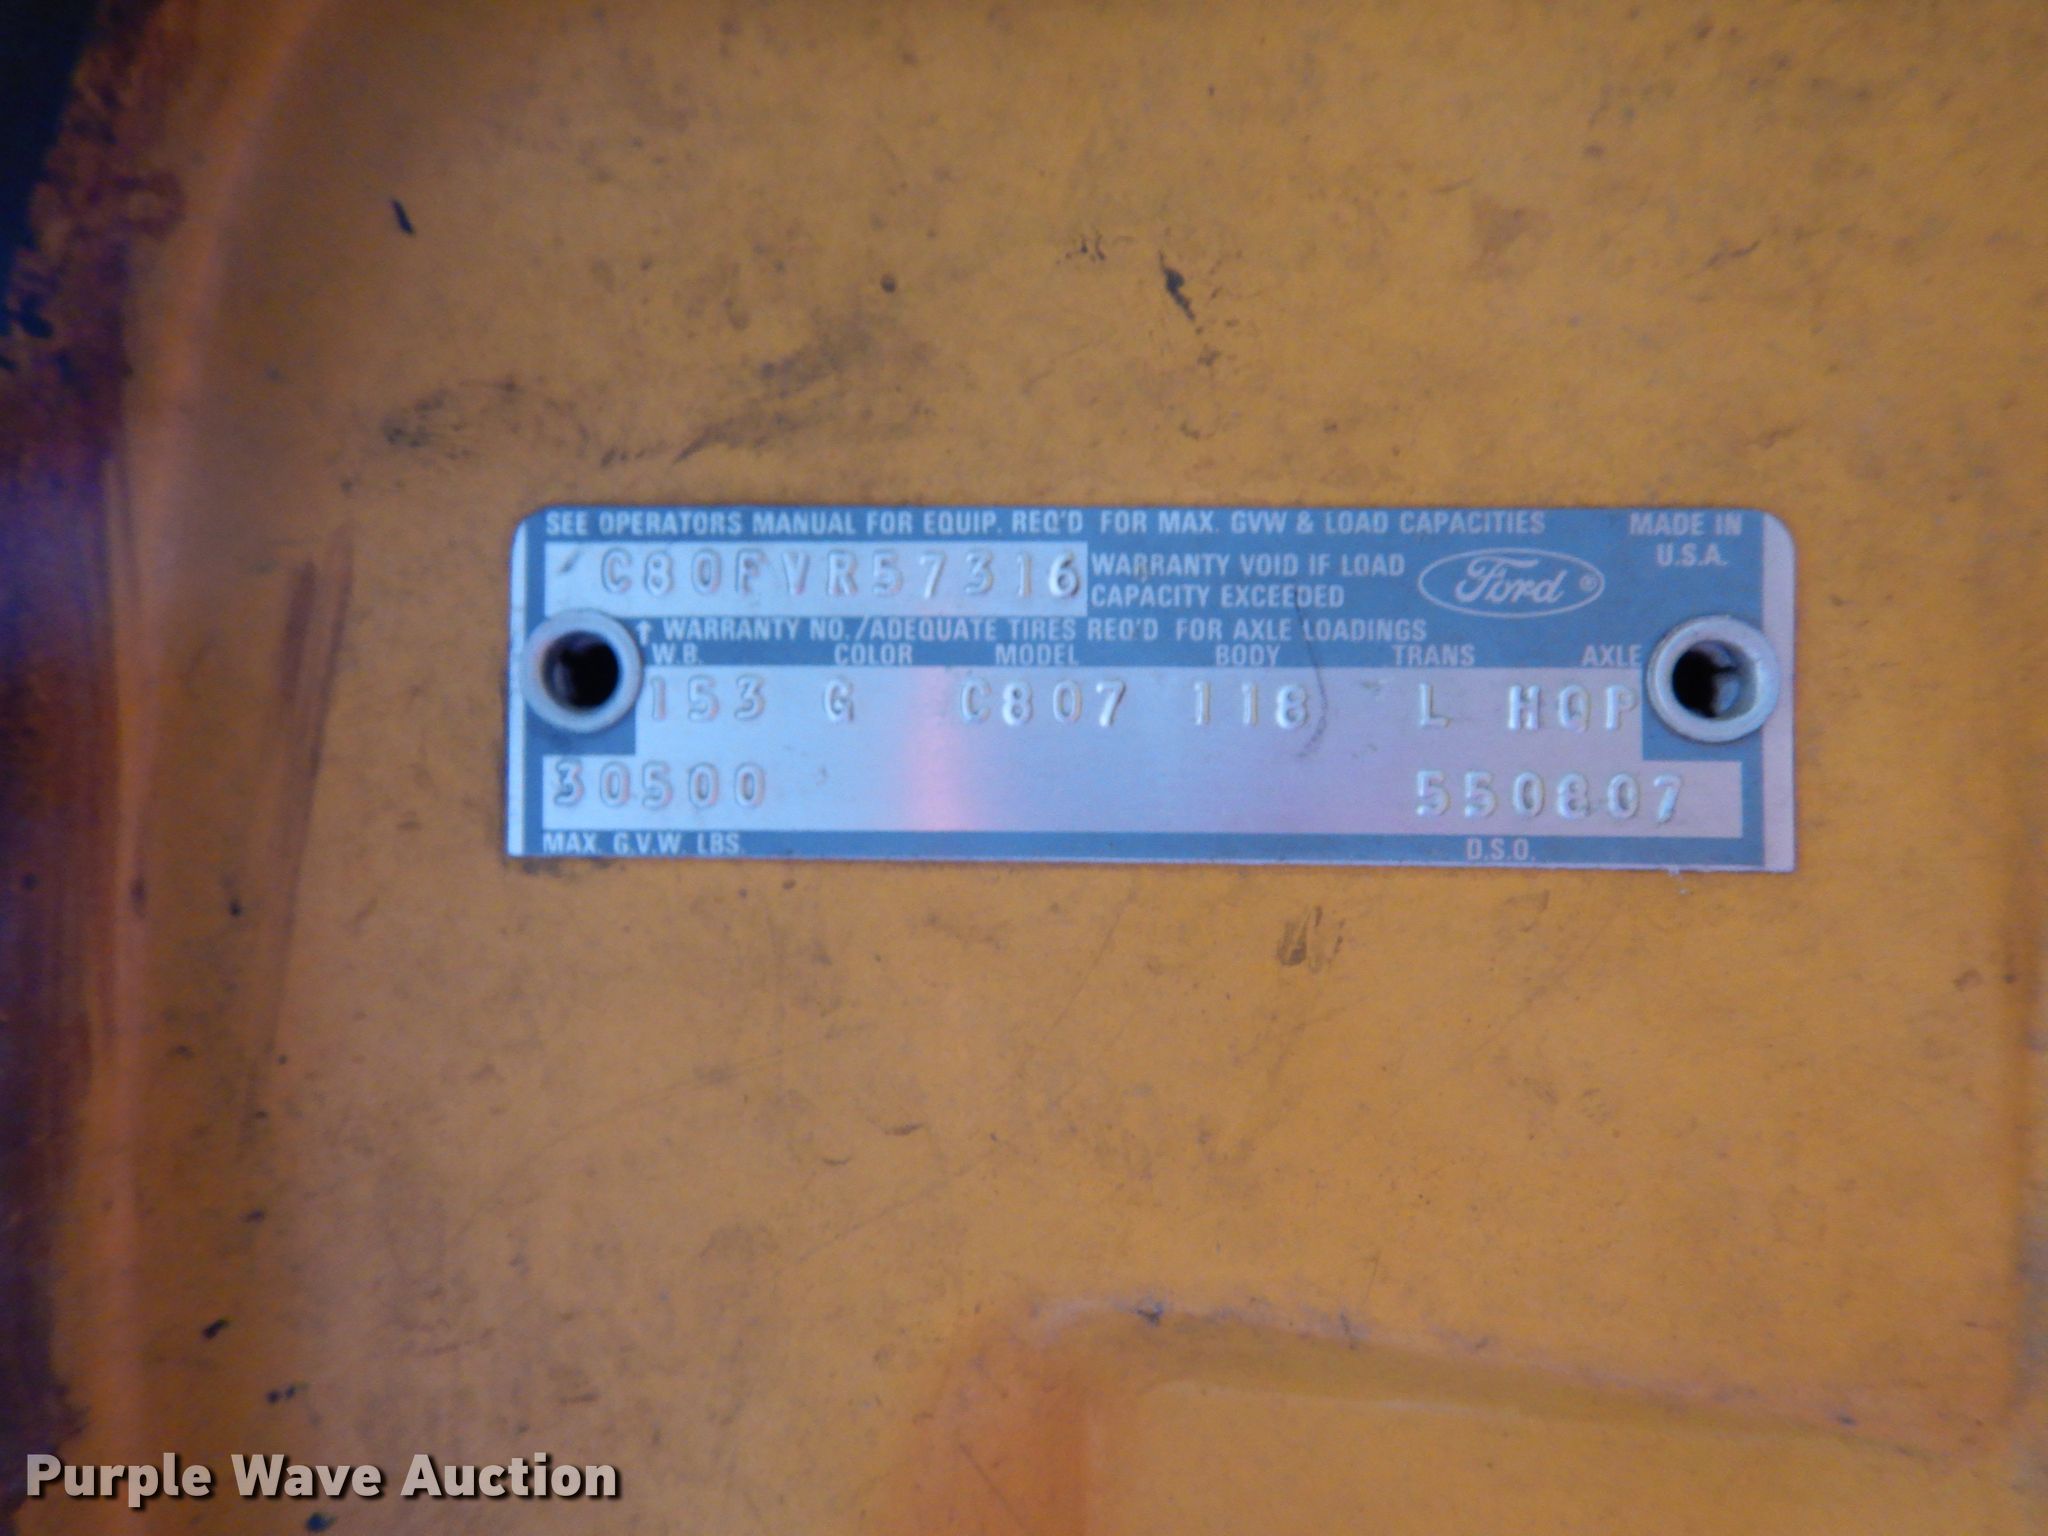 SEE OPERATORS MANUAL FOR EQUIP. REQ'D FOR MAX. GVW & LOAD CAPACITIES MADE IN U.S.A.
C80FVR57316 WARRANTY VOID IF LOAD CAPACITY EXCEEDED Ford ®
↑ WARRANTY NO./ADEQUATE TIRES REQ'D FOR AXLE LOADINGS
W.B. COLOR MODEL BODY TRANS AXLE
153 G C807 118 L HQP
30500 550807
MAX. G.V.W. LBS. D.S.O.
Purple Wave Auction